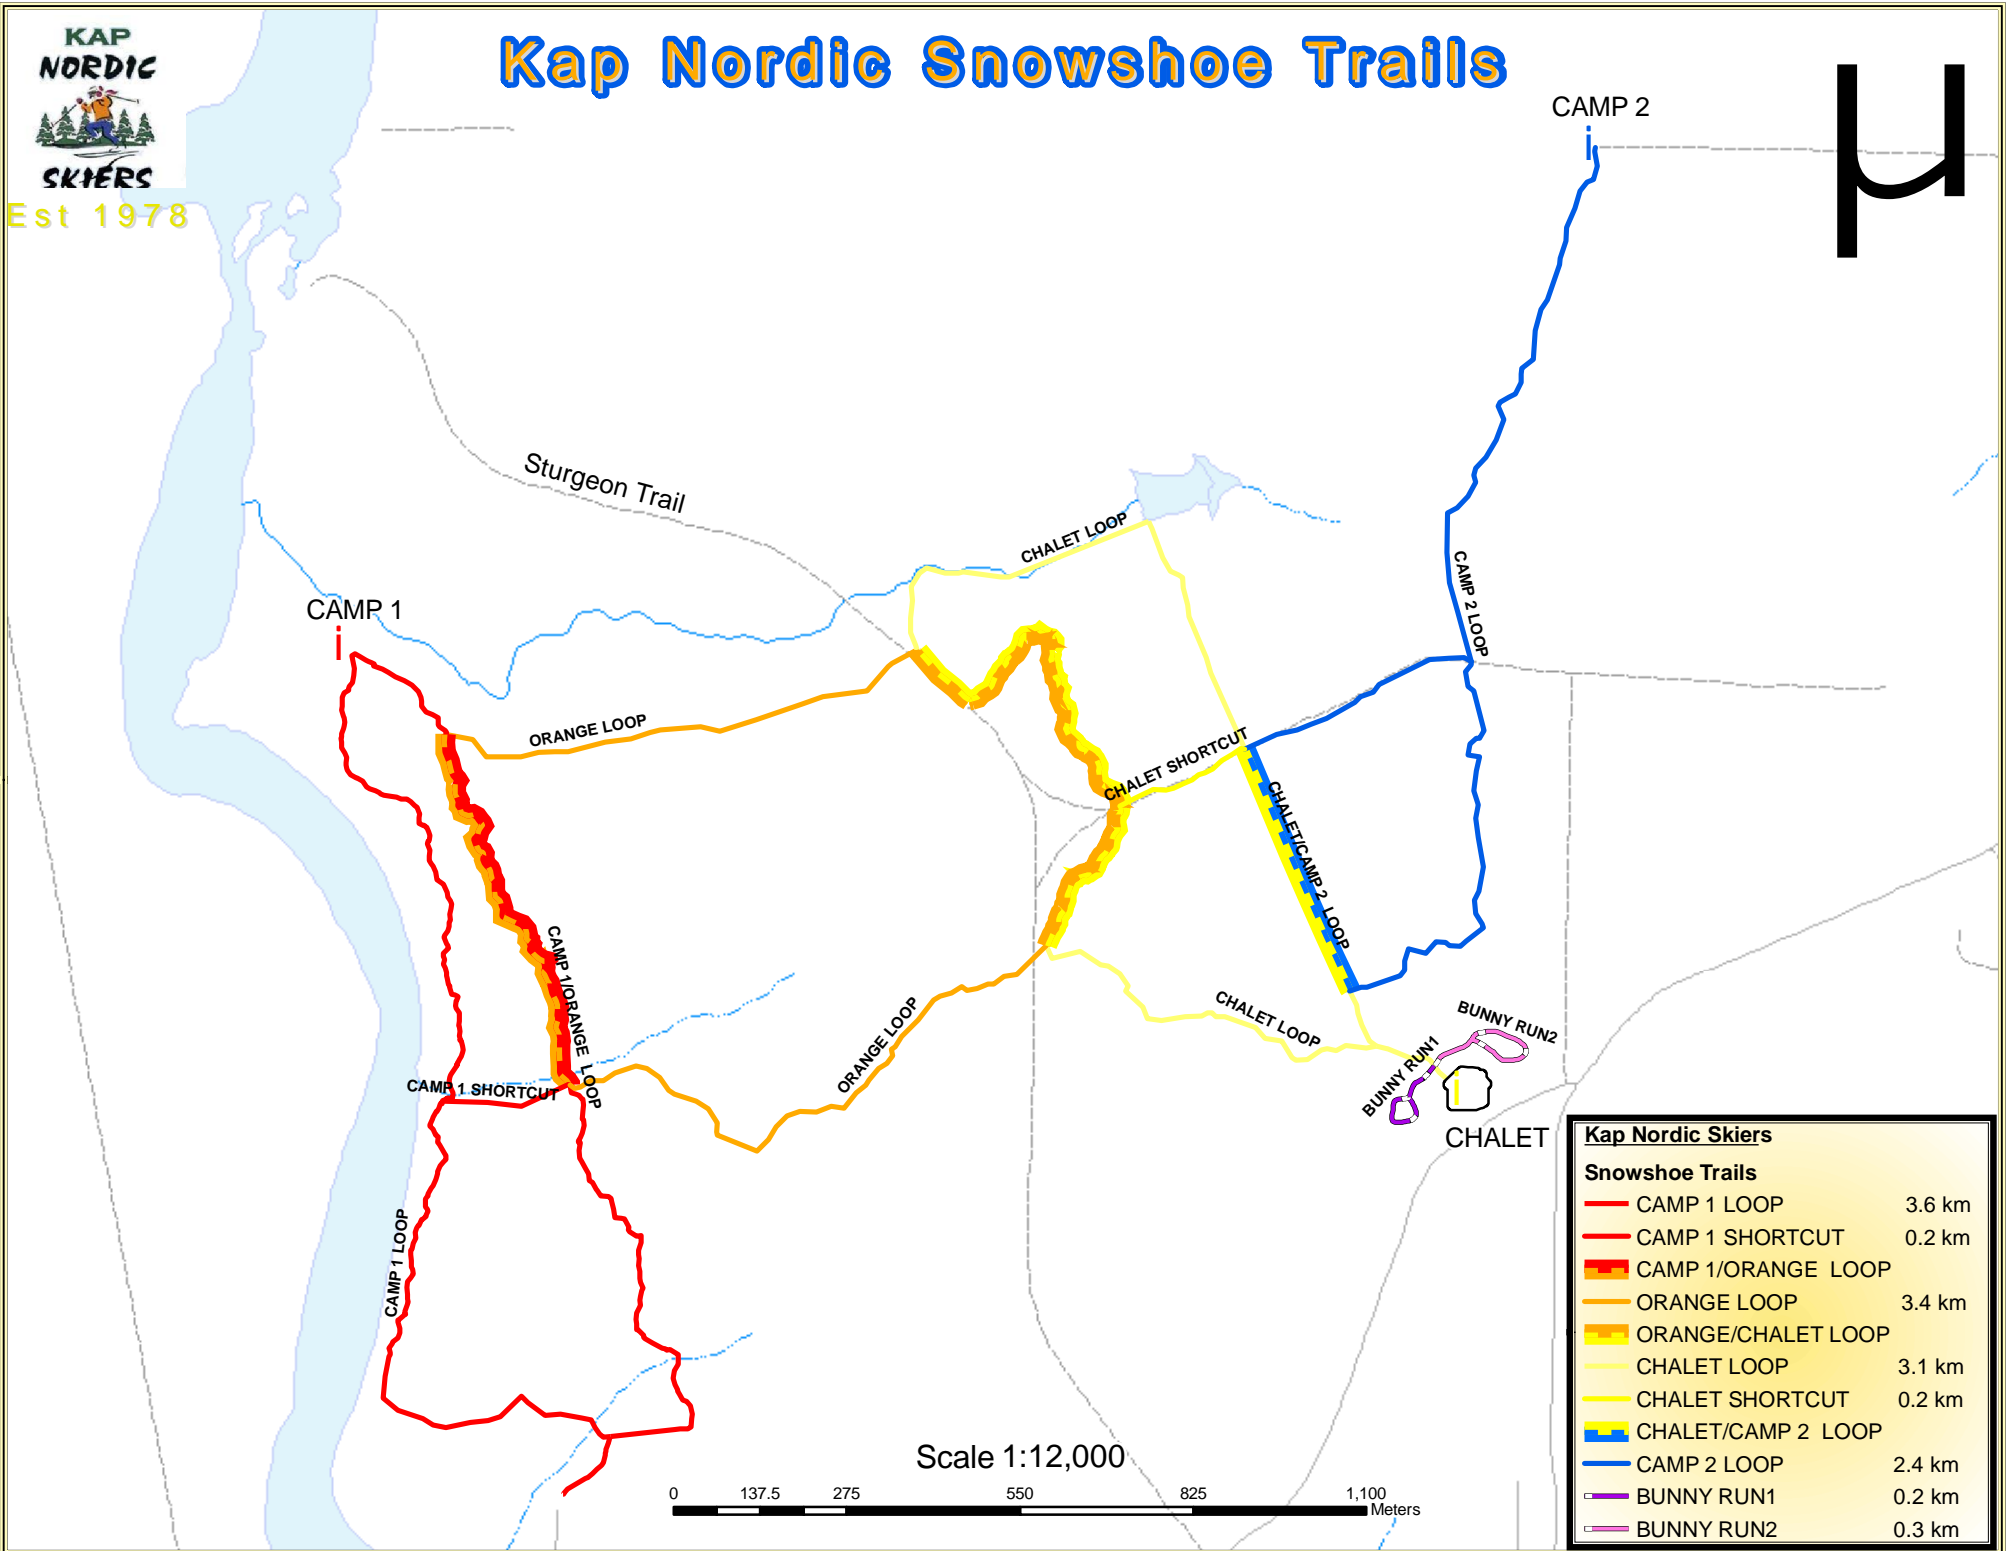 KAP
NORDIC
SKIERS
Est 1978
Kap Nordic Snowshoe Trails
CAMP 2
µ
Sturgeon Trail
CHALET LOOP
CAMP 2 LOOP
CAMP 1
ORANGE LOOP
CHALET SHORTCUT
CHALET/CAMP 2 LOOP
CAMP 1/ORANGE LOOP
ORANGE LOOP
CHALET LOOP
BUNNY RUN2
BUNNY RUN1
CAMP 1 SHORTCUT
CHALET
CAMP 1 LOOP
Scale 1:12,000
0 137.5 275 550 825 1,100
Meters
Kap Nordic Skiers
Snowshoe Trails
CAMP 1 LOOP 3.6 km
CAMP 1 SHORTCUT 0.2 km
CAMP 1/ORANGE LOOP
ORANGE LOOP 3.4 km
ORANGE/CHALET LOOP
CHALET LOOP 3.1 km
CHALET SHORTCUT 0.2 km
CHALET/CAMP 2 LOOP
CAMP 2 LOOP 2.4 km
BUNNY RUN1 0.2 km
BUNNY RUN2 0.3 km